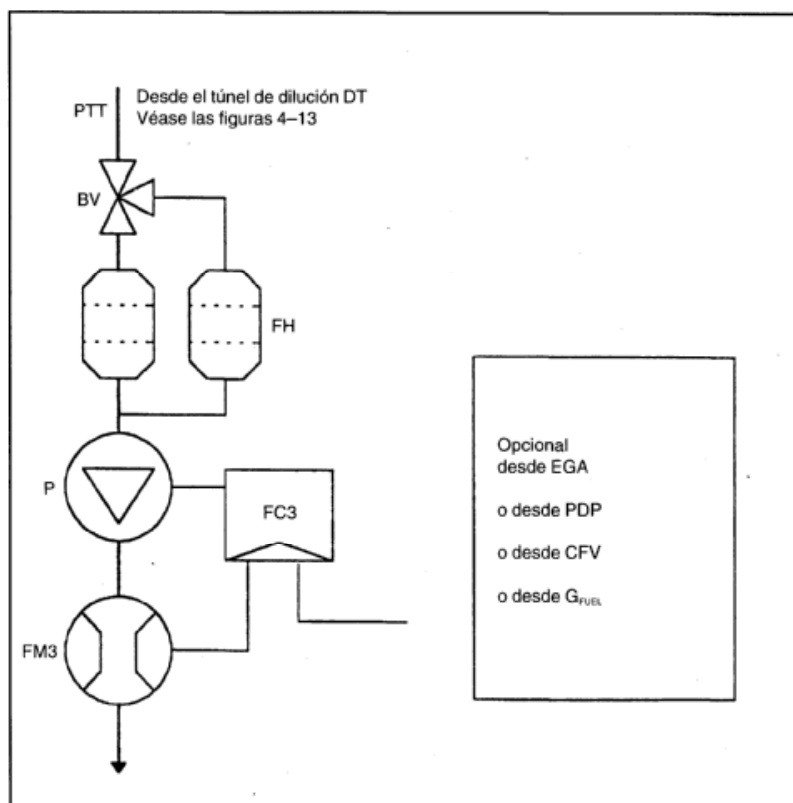 PTT
Desde el túnel de dilución DT
Véase las figuras 4–13
BV
FH
P
FC3
FM3
Opcional
desde EGA
o desde PDP
o desde CFV
o desde GFUEL